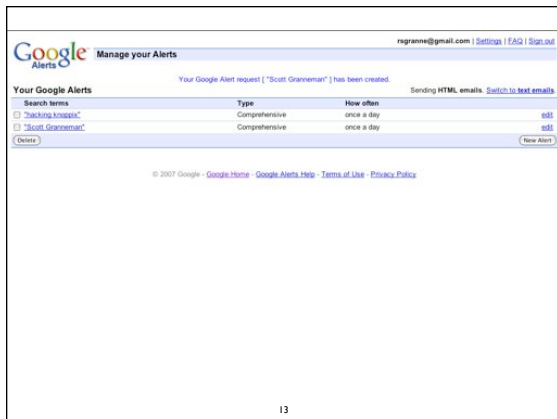 rsgranne@gmail.com | Settings | FAQ | Sign out
Google Alerts
Manage your Alerts
Your Google Alert request [ "Scott Granneman" ] has been created.
Your Google Alerts
Sending HTML emails. Switch to text emails.
Search terms Type How often
"hacking knoppix" Comprehensive once a day edit
"Scott Granneman" Comprehensive once a day edit
Delete New Alert
© 2007 Google - Google Home - Google Alerts Help - Terms of Use - Privacy Policy
13